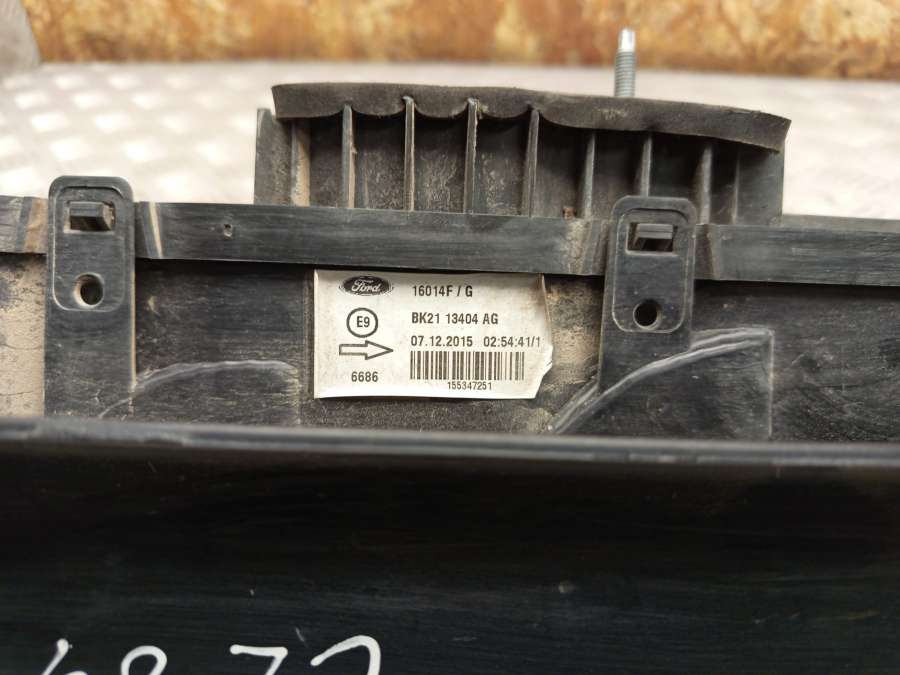 Ford
16014F / G
E9
BK21 13404 AG
07.12.2015 02:54:41/1
6686
155347251